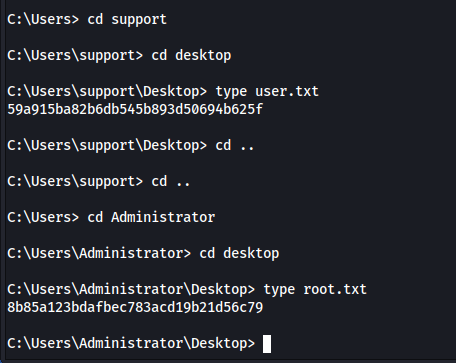 C:\Users> cd support
C:\Users\support> cd desktop
C:\Users\support\Desktop> type user.txt
59a915ba82b6db545b893d50694b625f
C:\Users\support\Desktop> cd ..
C:\Users\support> cd ..
C:\Users> cd Administrator
C:\Users\Administrator> cd desktop
C:\Users\Administrator\Desktop> type root.txt
8b85a123bdafbec783acd19b21d56c79
C:\Users\Administrator\Desktop>